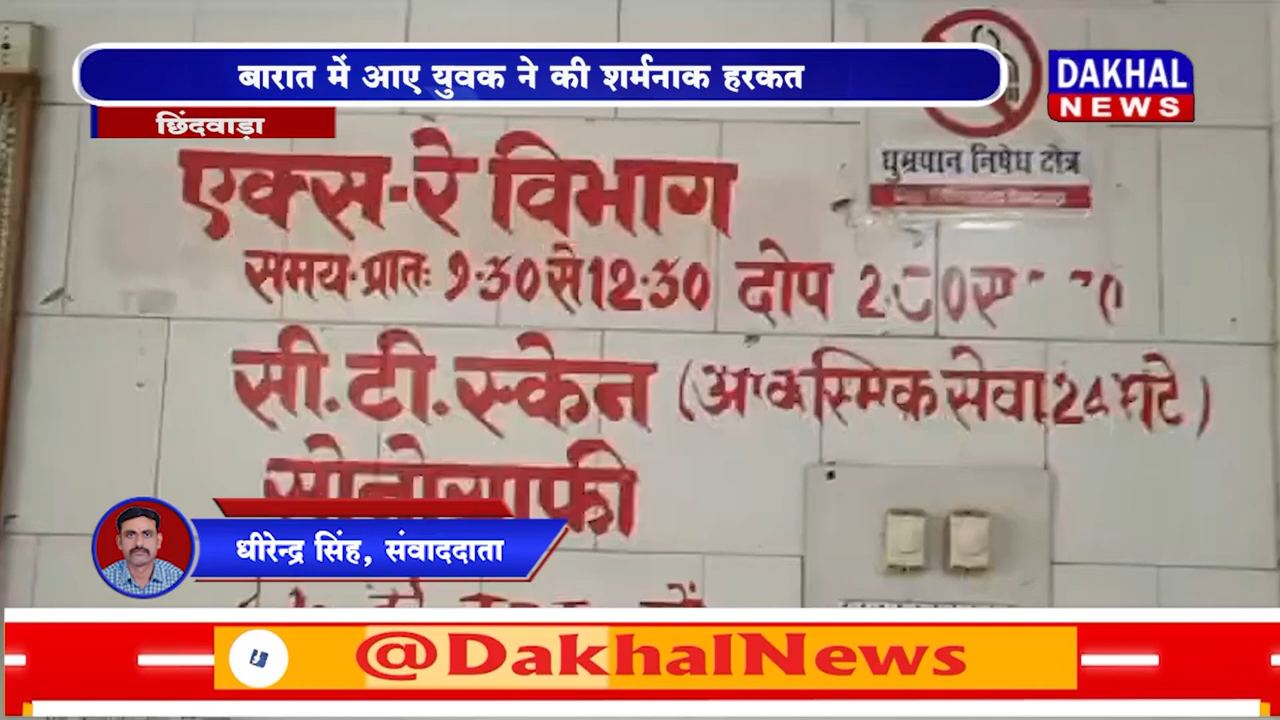 बारात में आए युवक ने की शर्मनाक हरकत
DAKHAL
NEWS
छिंदवाड़ा
धुम्रपान निषेध क्षेत्र
एक्स-रे विभाग
समय-प्रातः 9.30 से 12.30 दोप
सी.टी.स्केन (आकस्मिक सेवा 24 घंटे)
सोनोग्राफी
धीरेन्द्र सिंह, संवाददाता
@DakhalNews